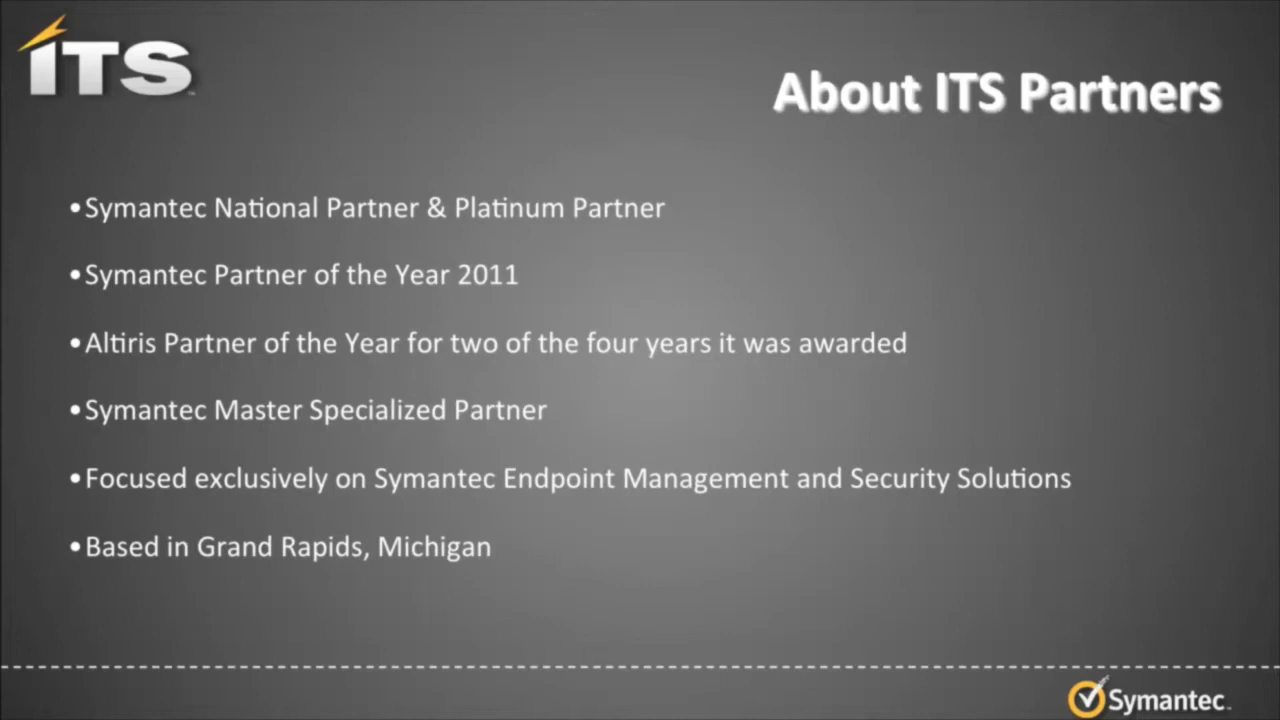 ITS
About ITS Partners
•Symantec National Partner & Platinum Partner
•Symantec Partner of the Year 2011
•Altiris Partner of the Year for two of the four years it was awarded
•Symantec Master Specialized Partner
•Focused exclusively on Symantec Endpoint Management and Security Solutions
•Based in Grand Rapids, Michigan
Symantec